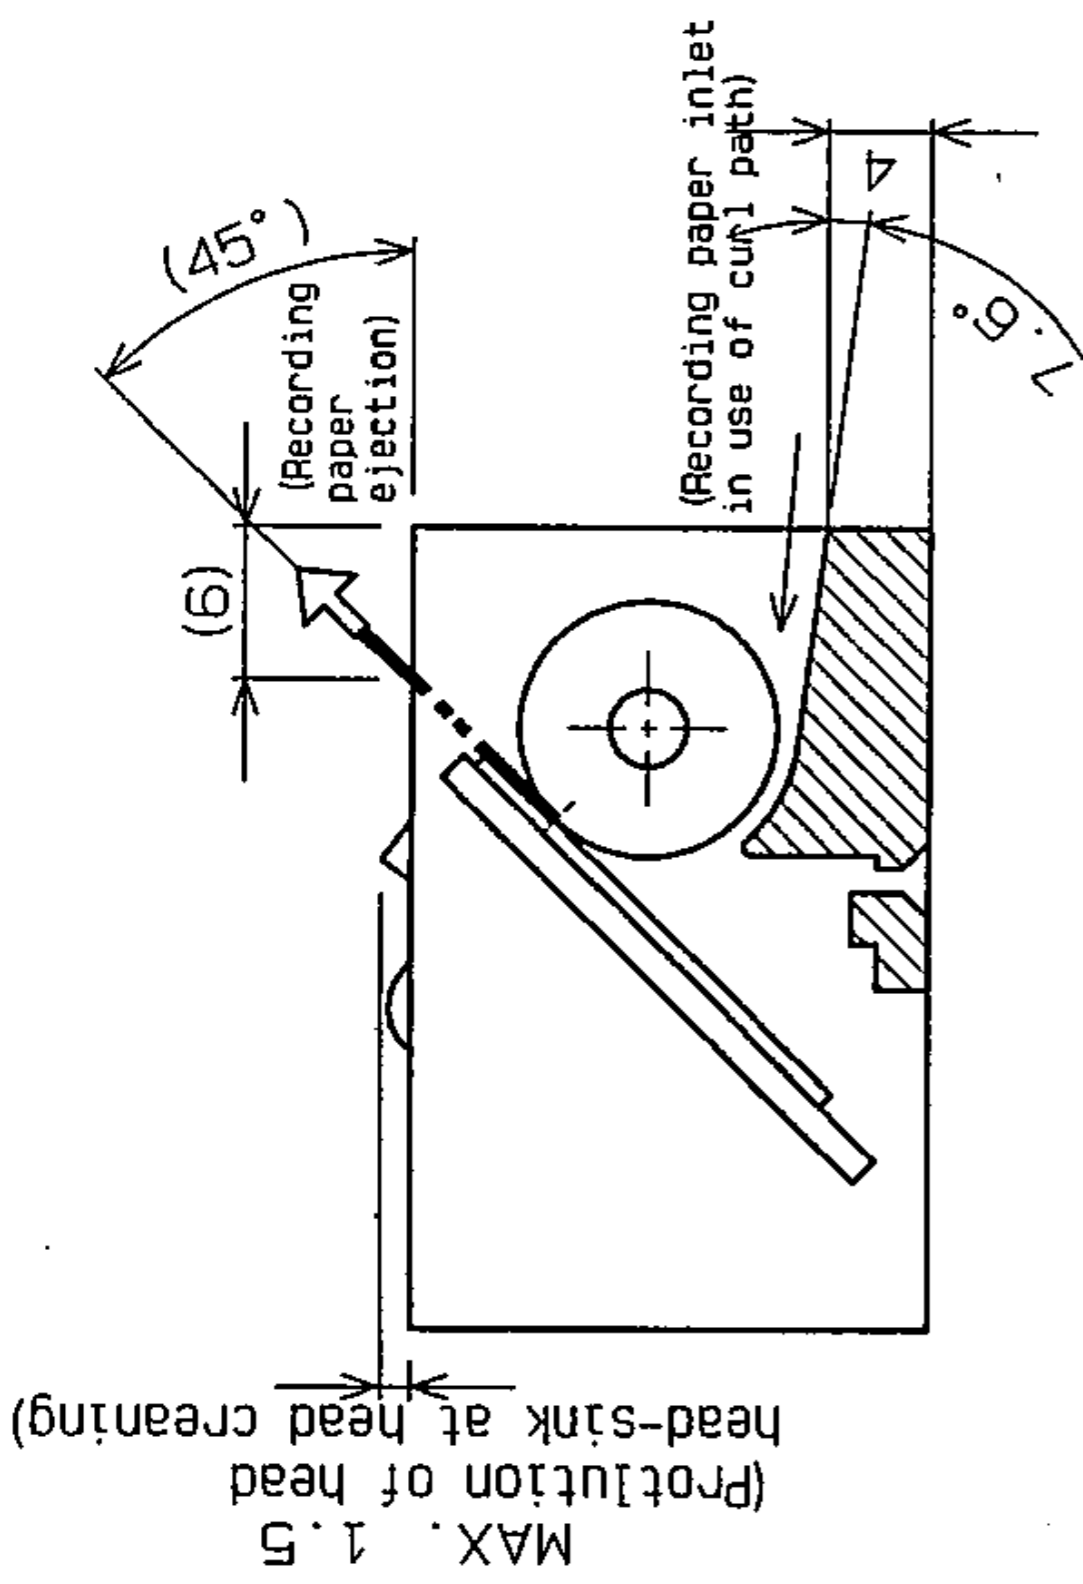 (45°)
(Recording
paper
ejection)
(6)
(Recording paper inlet
in use of curl path)
4
7.6°
MAX. 1.5
(Protlution of head
head-sink at head creaning)